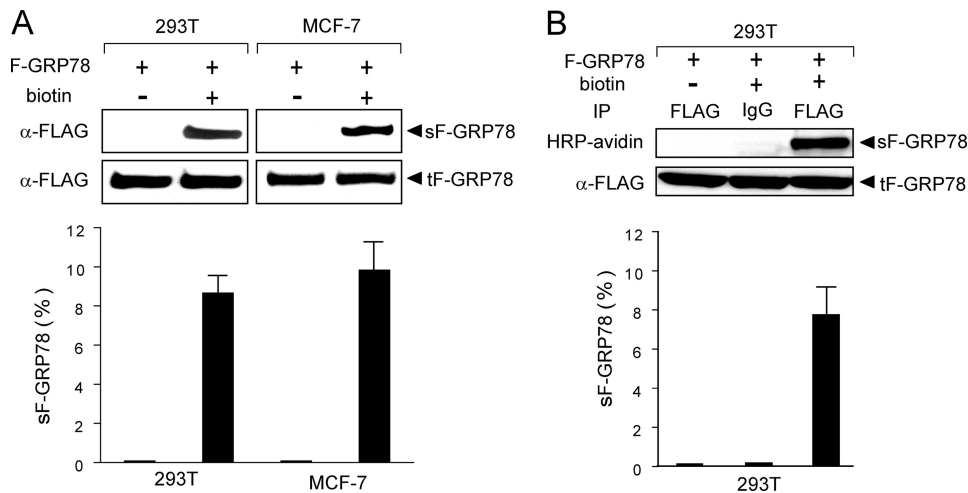 A
293T MCF-7
F-GRP78 + + + +
biotin - + - +
α-FLAG sF-GRP78
α-FLAG tF-GRP78
sF-GRP78 (%)
12
10
8
6
4
2
0
293T MCF-7
B
293T
F-GRP78 + + +
biotin - + +
IP FLAG IgG FLAG
HRP-avidin sF-GRP78
α-FLAG tF-GRP78
sF-GRP78 (%)
12
10
8
6
4
2
0
293T